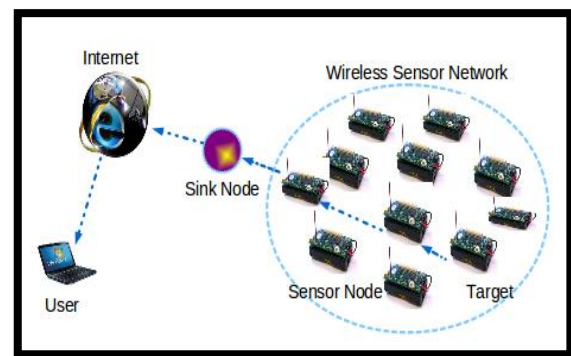 Internet
Wireless Sensor Network
Sink Node
User
Sensor Node
Target